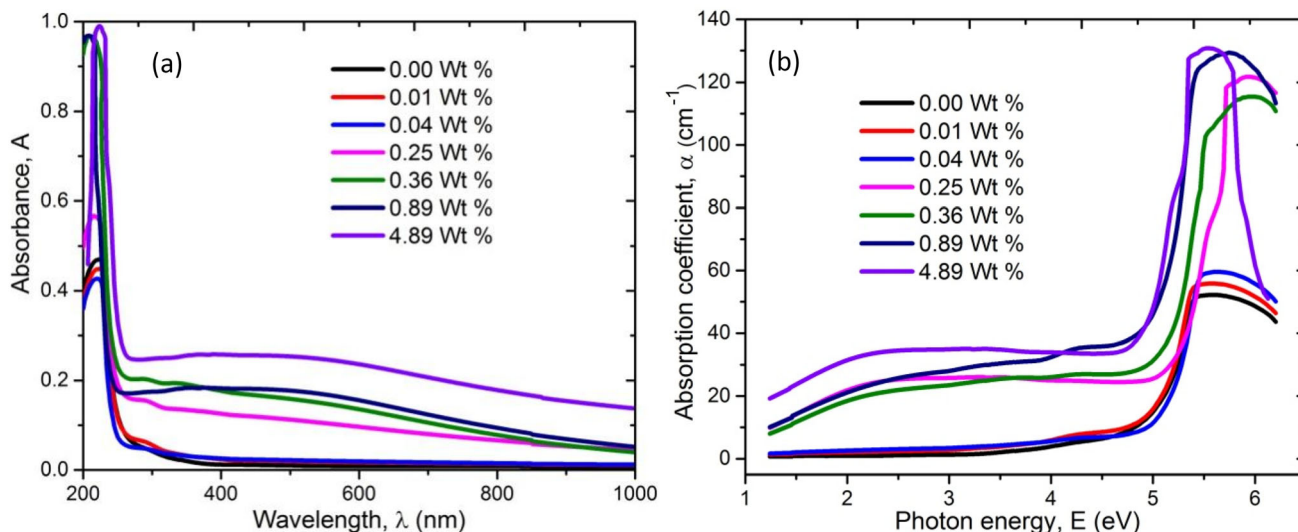 (a)
0.00 Wt %
0.01 Wt %
0.04 Wt %
0.25 Wt %
0.36 Wt %
0.89 Wt %
4.89 Wt %
1.0
0.8
0.6
0.4
0.2
0.0
200
400
600
800
1000
Absorbance, A
Wavelength, λ (nm)
(b)
0.00 Wt %
0.01 Wt %
0.04 Wt %
0.25 Wt %
0.36 Wt %
0.89 Wt %
4.89 Wt %
140
120
100
80
60
40
20
0
1
2
3
4
5
6
Absorption coefficient, α (cm⁻¹)
Photon energy, E (eV)